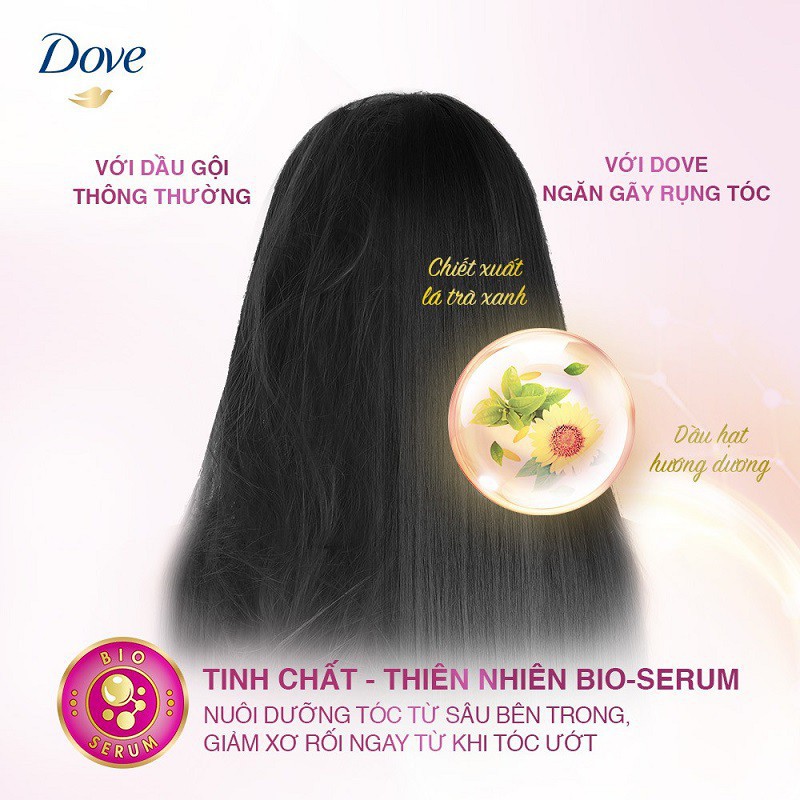 Dove
VỚI DẦU GỘI
THÔNG THƯỜNG
VỚI DOVE
NGĂN GÃY RỤNG TÓC
Chiết xuất
lá trà xanh
Dầu hạt
hướng dương
BIO
SERUM
TINH CHẤT - THIÊN NHIÊN BIO-SERUM
NUÔI DƯỠNG TÓC TỪ SÂU BÊN TRONG,
GIẢM XƠ RỐI NGAY TỪ KHI TÓC ƯỚT